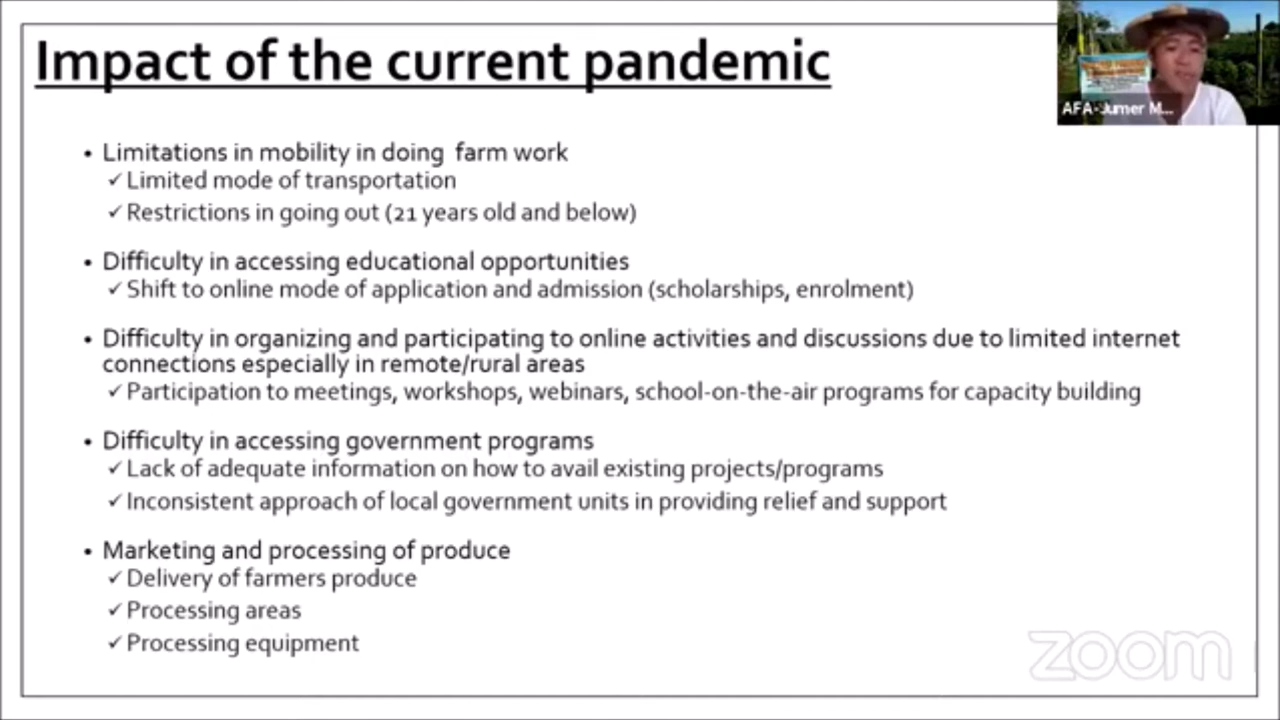 Impact of the current pandemic
AFA-Jumer M...
• Limitations in mobility in doing farm work
✓ Limited mode of transportation
✓ Restrictions in going out (21 years old and below)
• Difficulty in accessing educational opportunities
✓ Shift to online mode of application and admission (scholarships, enrolment)
• Difficulty in organizing and participating to online activities and discussions due to limited internet
connections especially in remote/rural areas
✓ Participation to meetings, workshops, webinars, school-on-the-air programs for capacity building
• Difficulty in accessing government programs
✓ Lack of adequate information on how to avail existing projects/programs
✓ Inconsistent approach of local government units in providing relief and support
• Marketing and processing of produce
✓ Delivery of farmers produce
✓ Processing areas
✓ Processing equipment
zoom